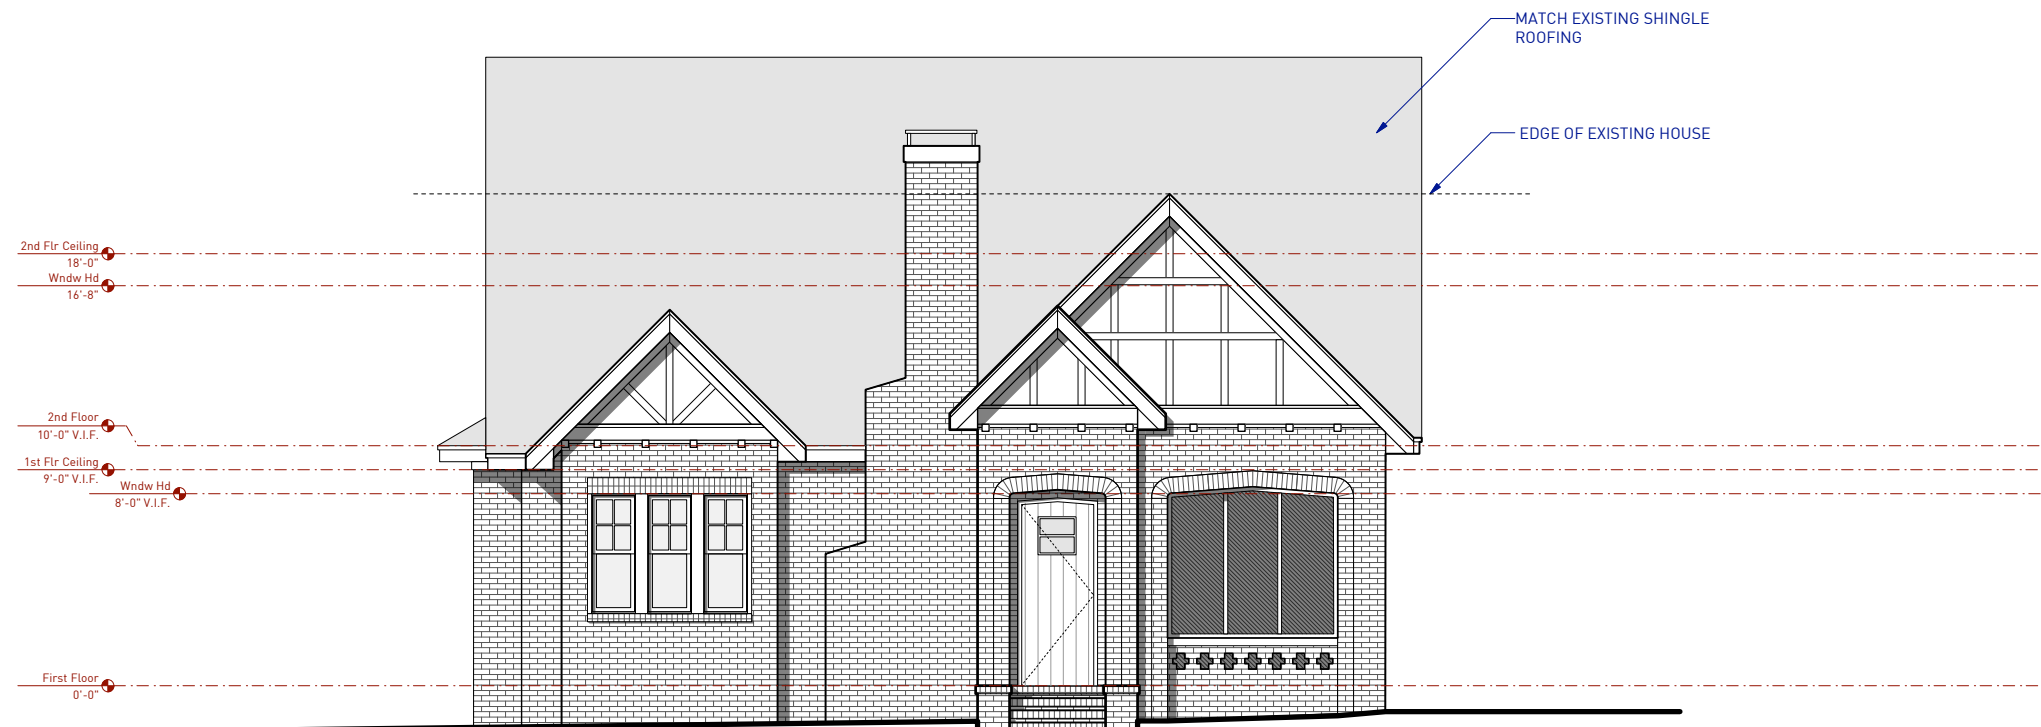 MATCH EXISTING SHINGLE
ROOFING
EDGE OF EXISTING HOUSE
2nd Flr Ceiling
18'-0"
Wndw Hd
16'-8"
2nd Floor
10'-0" V.I.F.
1st Flr Ceiling
9'-0" V.I.F.
Wndw Hd
8'-0" V.I.F.
First Floor
0'-0"